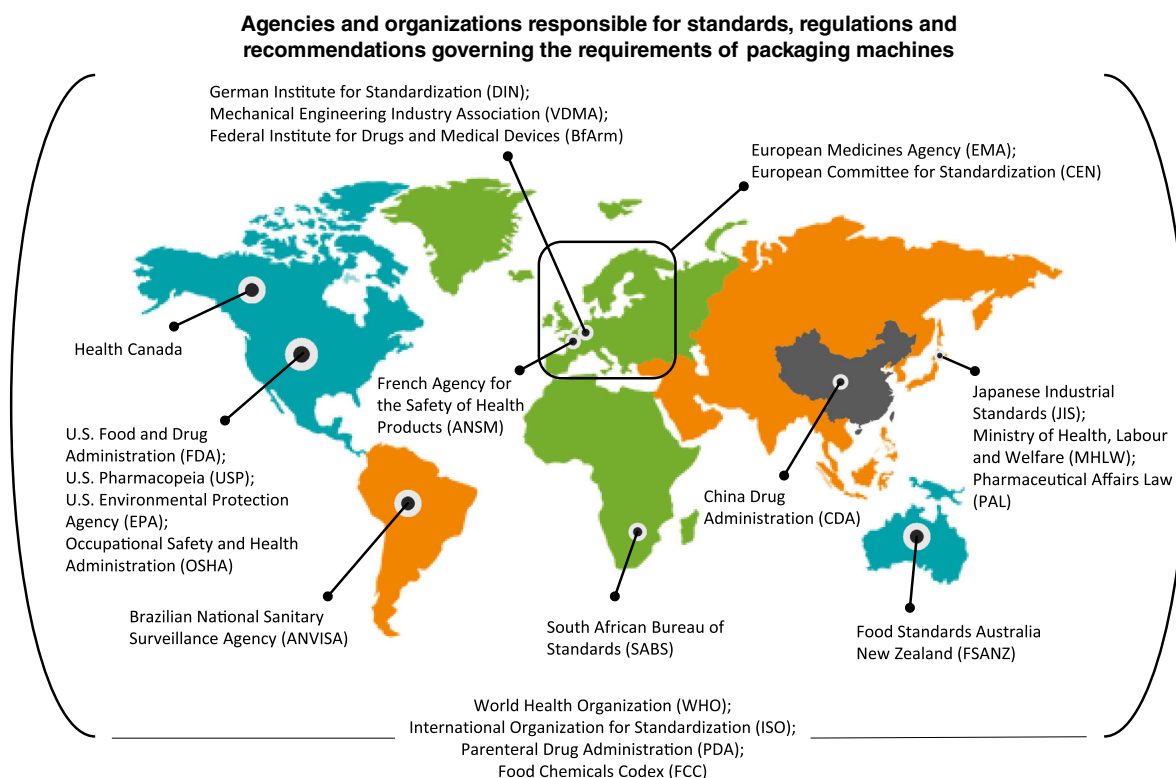 Agencies and organizations responsible for standards, regulations and
recommendations governing the requirements of packaging machines
German Institute for Standardization (DIN);
Mechanical Engineering Industry Association (VDMA);
Federal Institute for Drugs and Medical Devices (BfArm)
European Medicines Agency (EMA);
European Committee for Standardization (CEN)
Health Canada
French Agency for
the Safety of Health
Products (ANSM)
Japanese Industrial
Standards (JIS);
Ministry of Health, Labour
and Welfare (MHLW);
Pharmaceutical Affairs Law
(PAL)
U.S. Food and Drug
Administration (FDA);
U.S. Pharmacopeia (USP);
U.S. Environmental Protection
Agency (EPA);
Occupational Safety and Health
Administration (OSHA)
China Drug
Administration (CDA)
Brazilian National Sanitary
Surveillance Agency (ANVISA)
South African Bureau of
Standards (SABS)
Food Standards Australia
New Zealand (FSANZ)
World Health Organization (WHO);
International Organization for Standardization (ISO);
Parenteral Drug Administration (PDA);
Food Chemicals Codex (FCC)